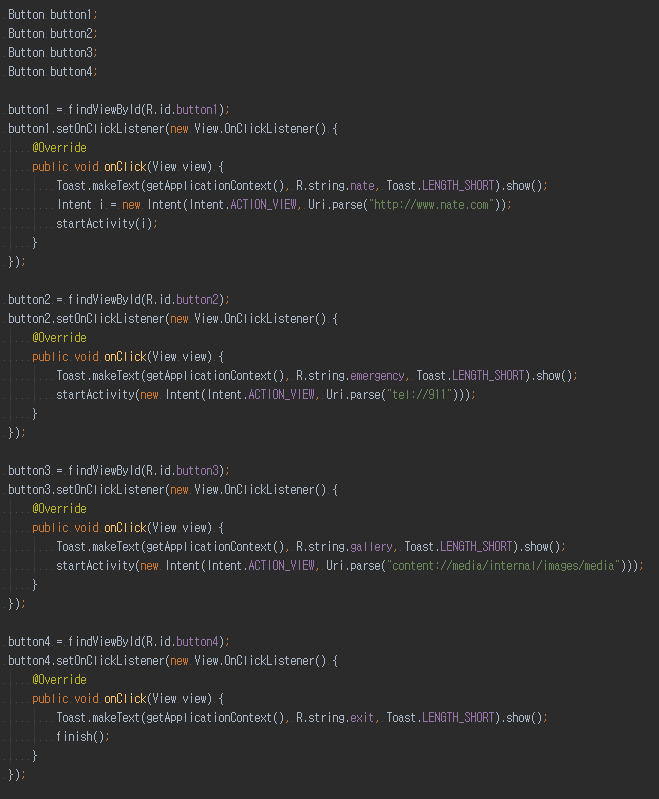 Button button1;
Button button2;
Button button3;
Button button4;

button1 = findViewById(R.id.button1);
button1.setOnClickListener(new View.OnClickListener() {
    @Override
    public void onClick(View view) {
        Toast.makeText(getApplicationContext(), R.string.nate, Toast.LENGTH_SHORT).show();
        Intent i = new Intent(Intent.ACTION_VIEW, Uri.parse("http://www.nate.com"));
        startActivity(i);
    }
});

button2 = findViewById(R.id.button2);
button2.setOnClickListener(new View.OnClickListener() {
    @Override
    public void onClick(View view) {
        Toast.makeText(getApplicationContext(), R.string.emergency, Toast.LENGTH_SHORT).show();
        startActivity(new Intent(Intent.ACTION_VIEW, Uri.parse("tel://911")));
    }
});

button3 = findViewById(R.id.button3);
button3.setOnClickListener(new View.OnClickListener() {
    @Override
    public void onClick(View view) {
        Toast.makeText(getApplicationContext(), R.string.gallery, Toast.LENGTH_SHORT).show();
        startActivity(new Intent(Intent.ACTION_VIEW, Uri.parse("content://media/internal/images/media")));
    }
});

button4 = findViewById(R.id.button4);
button4.setOnClickListener(new View.OnClickListener() {
    @Override
    public void onClick(View view) {
        Toast.makeText(getApplicationContext(), R.string.exit, Toast.LENGTH_SHORT).show();
        finish();
    }
});